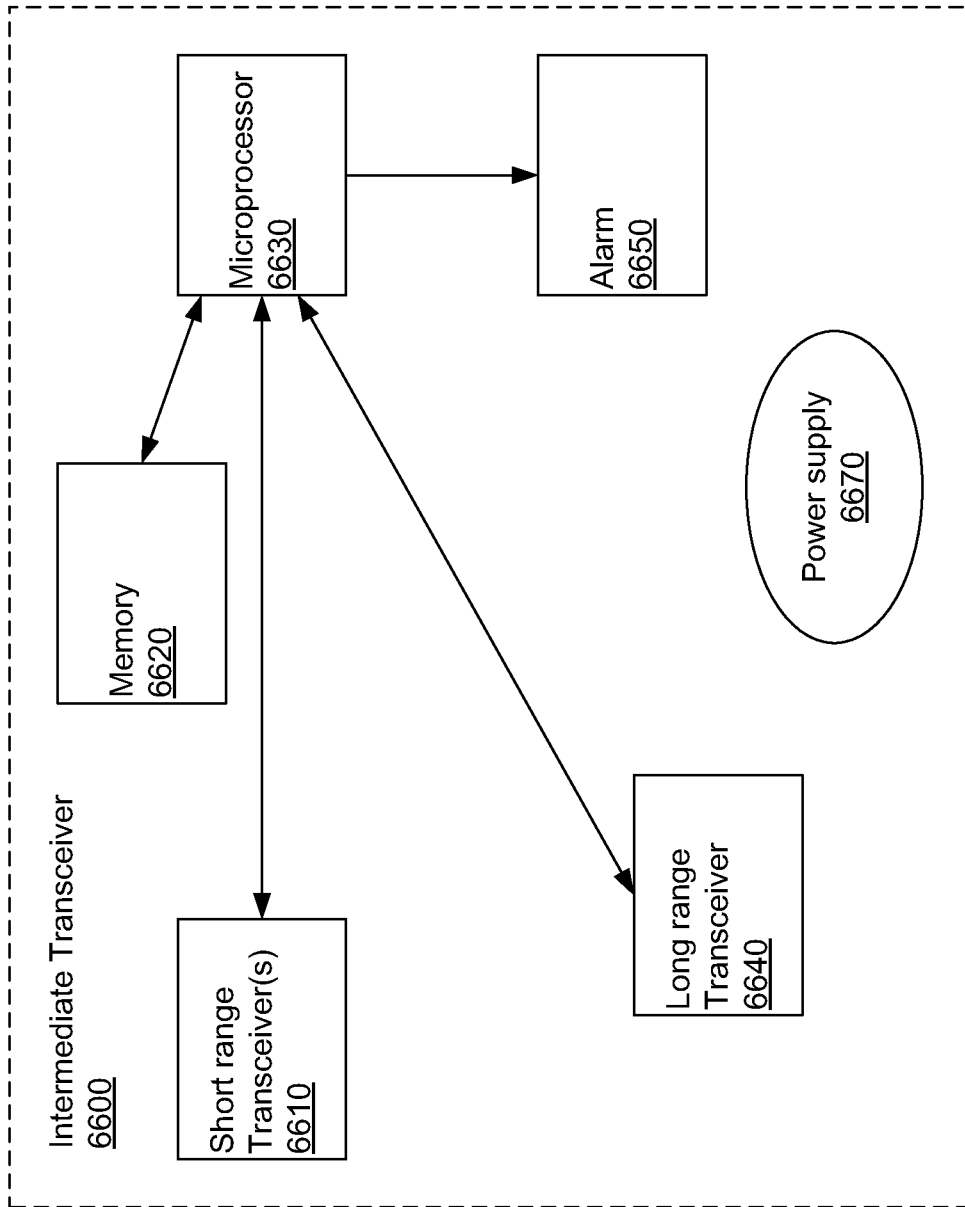 Intermediate Transceiver
6600
Memory
6620
Short range
Transceiver(s)
6610
Microprocessor
6630
Long range
Transceiver
6640
Alarm
6650
Power supply
6670